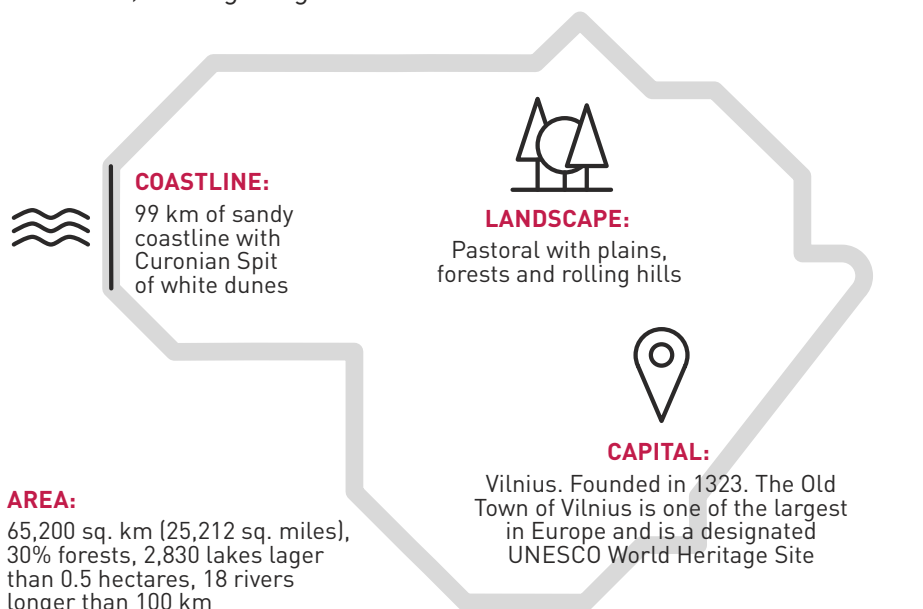 COASTLINE:
99 km of sandy
coastline with
Curonian Spit
of white dunes
LANDSCAPE:
Pastoral with plains,
forests and rolling hills
CAPITAL:
Vilnius. Founded in 1323. The Old
Town of Vilnius is one of the largest
in Europe and is a designated
UNESCO World Heritage Site
AREA:
65,200 sq. km (25,212 sq. miles),
30% forests, 2,830 lakes lager
than 0.5 hectares, 18 rivers
longer than 100 km